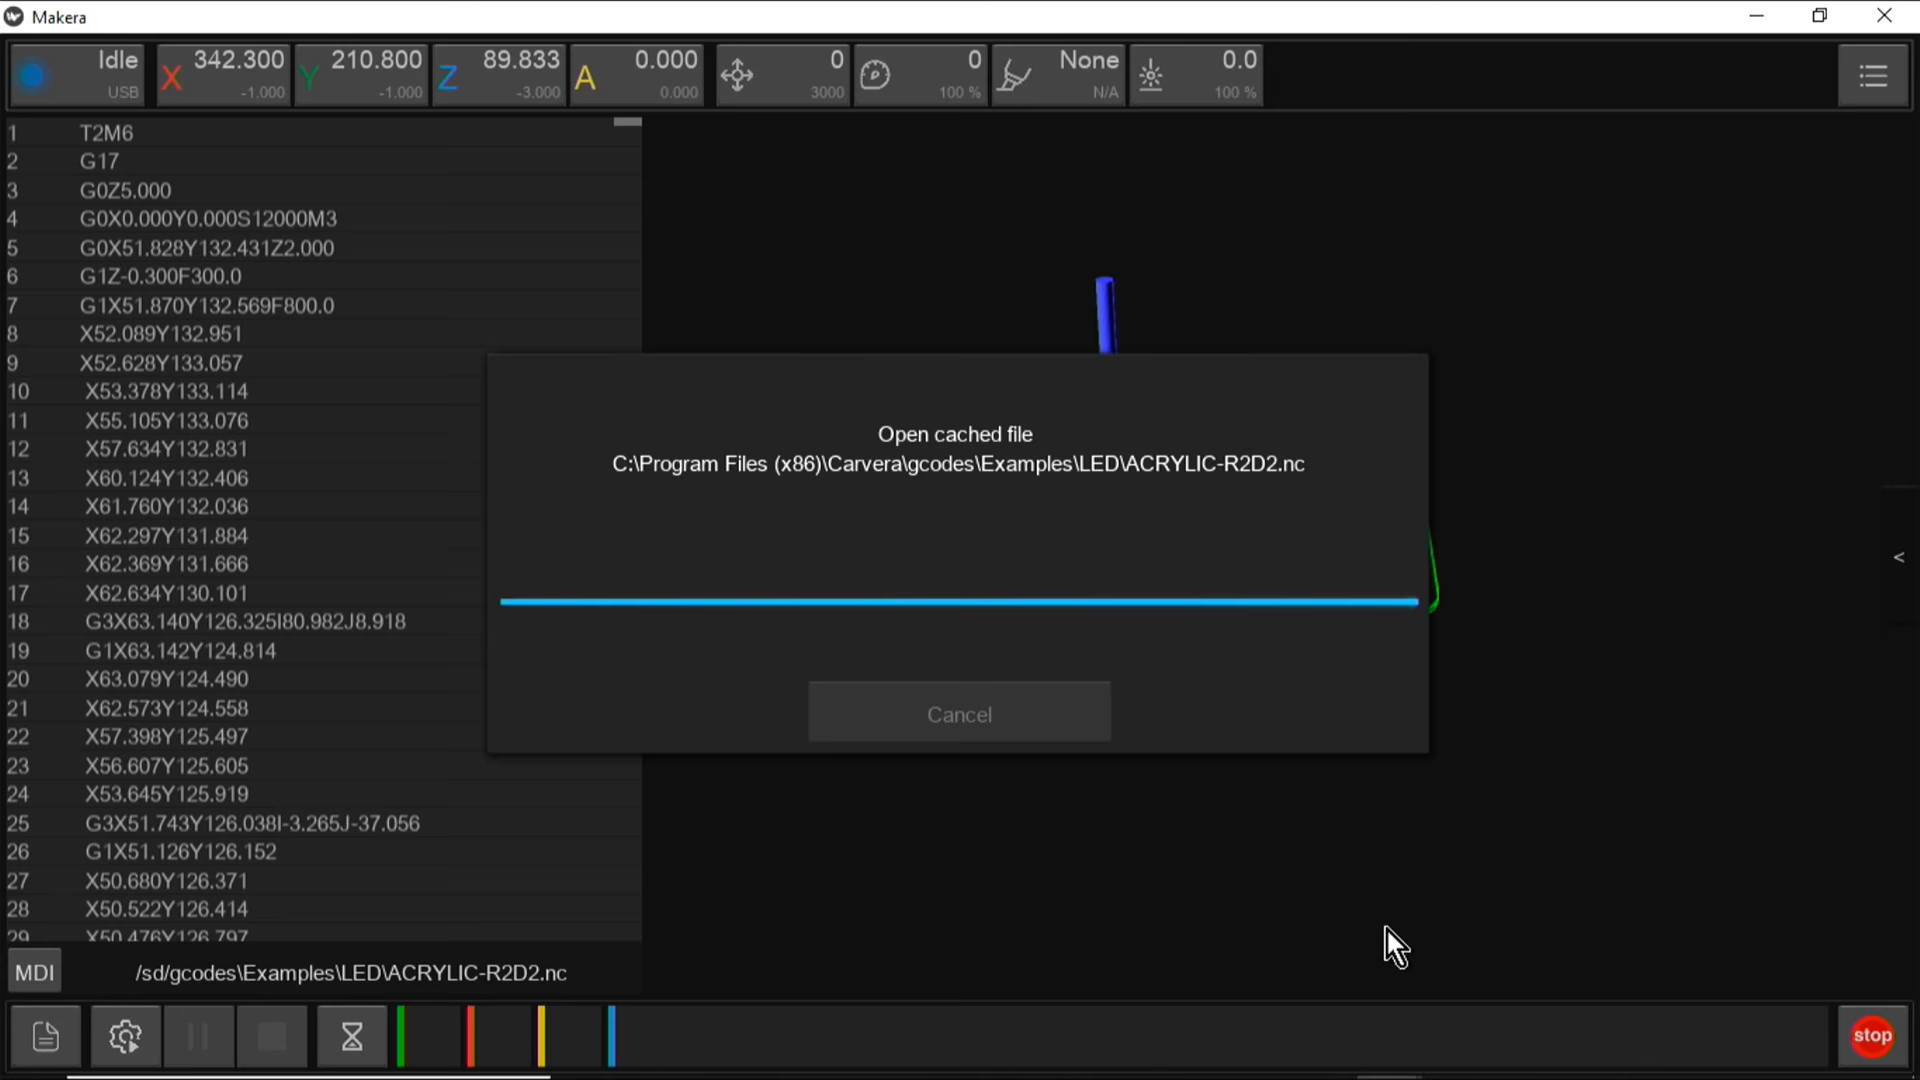 Makera
Idle
USB
X 342.300
-1.000
Y 210.800
-1.000
Z 89.833
-3.000
A 0.000
0.000
0
3000
0
100 %
None
N/A
0.0
100 %
1 T2M6
2 G17
3 G0Z5.000
4 G0X0.000Y0.000S12000M3
5 G0X51.828Y132.431Z2.000
6 G1Z-0.300F300.0
7 G1X51.870Y132.569F800.0
8 X52.089Y132.951
9 X52.628Y133.057
10 X53.378Y133.114
11 X55.105Y133.076
12 X57.634Y132.831
13 X60.124Y132.406
14 X61.760Y132.036
15 X62.297Y131.884
16 X62.369Y131.666
17 X62.634Y130.101
18 G3X63.140Y126.325I80.982J8.918
19 G1X63.142Y124.814
20 X63.079Y124.490
21 X62.573Y124.558
22 X57.398Y125.497
23 X56.607Y125.605
24 X53.645Y125.919
25 G3X51.743Y126.038I-3.265J-37.056
26 G1X51.126Y126.152
27 X50.680Y126.371
28 X50.522Y126.414
29 X50.476Y126.797
Open cached file
C:\Program Files (x86)\Carvera\gcodes\Examples\LED\ACRYLIC-R2D2.nc
Cancel
<
MDI /sd/gcodes\Examples\LED\ACRYLIC-R2D2.nc
stop